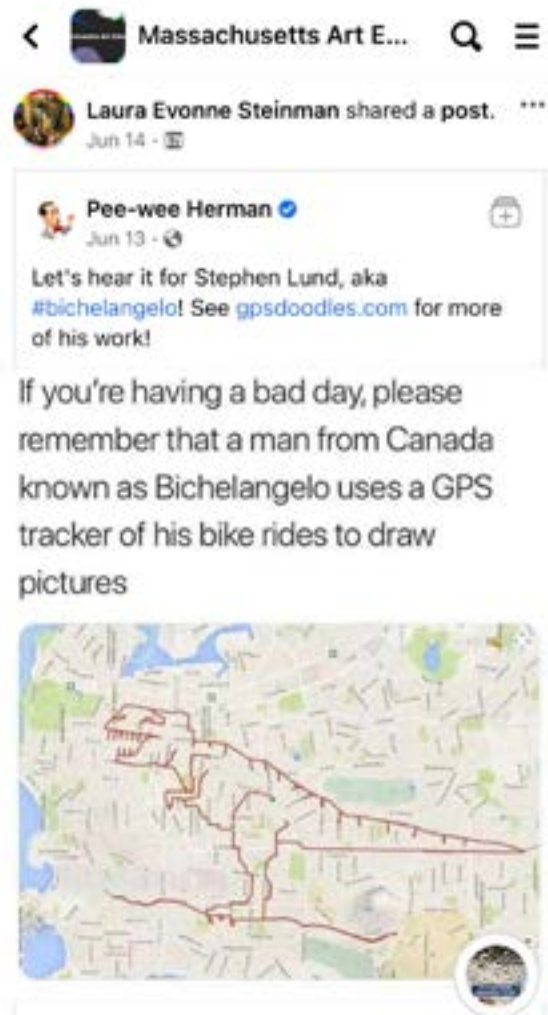 Massachusetts Art E...
Laura Evonne Steinman shared a post.
Jun 14 ·
Pee-wee Herman
Jun 13 ·
Let's hear it for Stephen Lund, aka
#bichelangelo! See gpsdoodles.com for more
of his work!
If you're having a bad day, please
remember that a man from Canada
known as Bichelangelo uses a GPS
tracker of his bike rides to draw
pictures